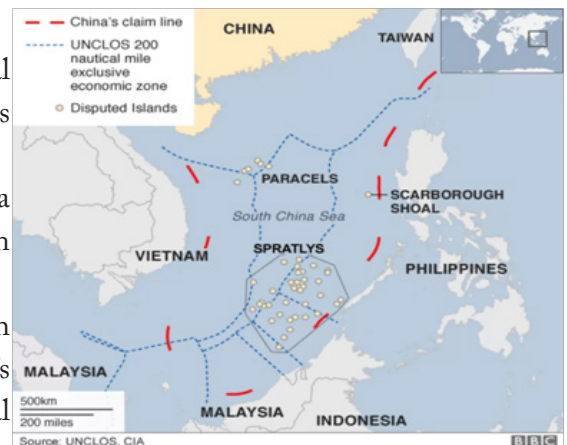 China's claim line
UNCLOS 200
nautical mile
exclusive
economic zone
Disputed Islands
CHINA
TAIWAN
PARACELS
SCARBOROUGH
SHOAL
South China Sea
SPRATLYS
VIETNAM
PHILIPPINES
MALAYSIA
500km
200 miles
MALAYSIA
INDONESIA
Source: UNCLOS, CIA
BBC